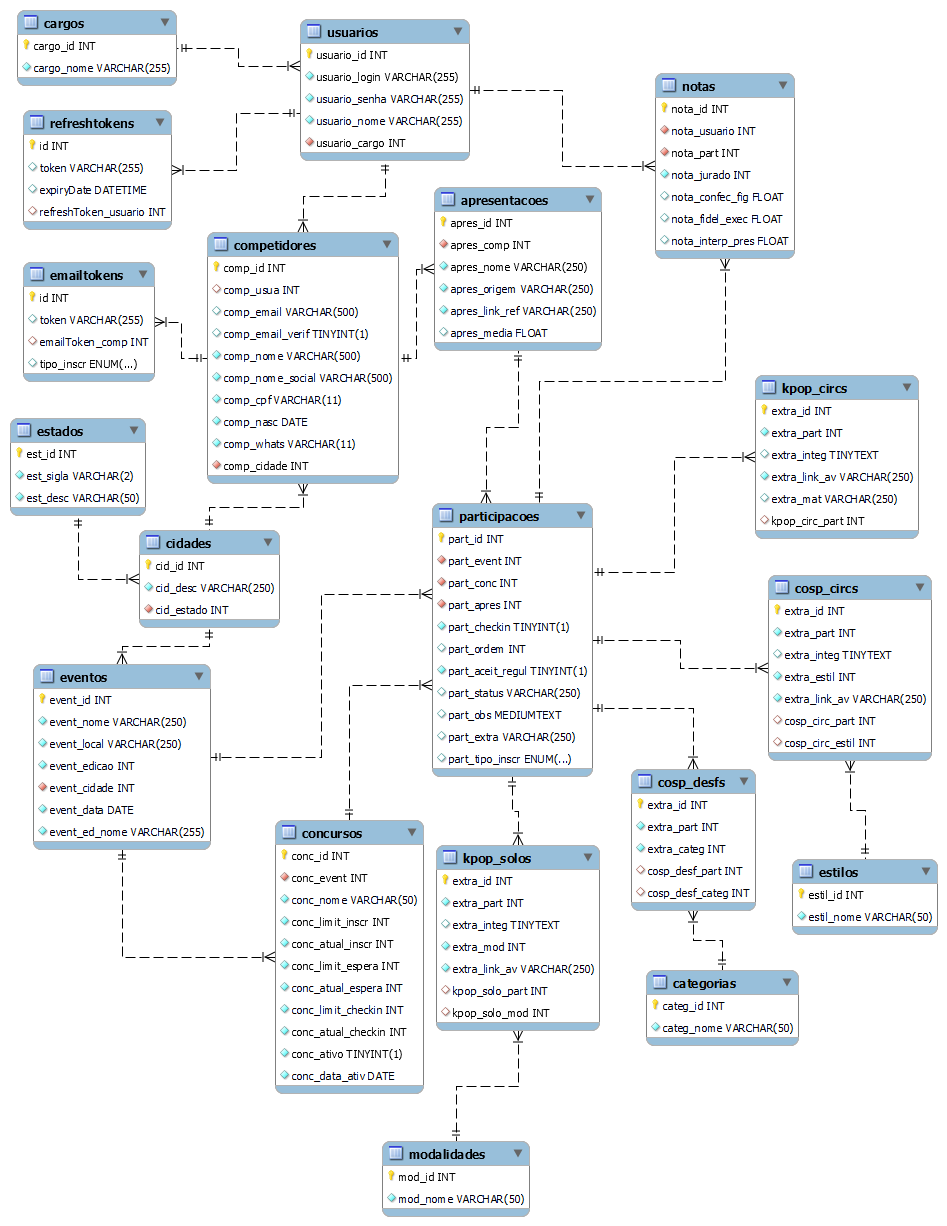 cargos
cargo_id INT
cargo_nome VARCHAR(255)
usuarios
usuario_id INT
usuario_login VARCHAR(255)
usuario_senha VARCHAR(255)
usuario_nome VARCHAR(255)
usuario_cargo INT
notas
nota_id INT
nota_usuario INT
nota_part INT
nota_jurado INT
nota_confec_fig FLOAT
nota_fidel_exec FLOAT
nota_interp_pres FLOAT
refreshtokens
id INT
token VARCHAR(255)
expiryDate DATETIME
refreshToken_usuario INT
apresentacoes
apres_id INT
apres_comp INT
apres_nome VARCHAR(250)
apres_origem VARCHAR(250)
apres_link_ref VARCHAR(250)
apres_media FLOAT
competidores
comp_id INT
comp_usua INT
comp_email VARCHAR(500)
comp_email_verif TINYINT(1)
comp_nome VARCHAR(500)
comp_nome_social VARCHAR(500)
comp_cpf VARCHAR(11)
comp_nasc DATE
comp_whats VARCHAR(11)
comp_cidade INT
emailtokens
id INT
token VARCHAR(255)
emailToken_comp INT
tipo_inscr ENUM(...)
kpop_circs
extra_id INT
extra_part INT
extra_integ TINYTEXT
extra_link_av VARCHAR(250)
extra_mat VARCHAR(250)
kpop_circ_part INT
estados
est_id INT
est_sigla VARCHAR(2)
est_desc VARCHAR(50)
participacoes
part_id INT
part_event INT
part_conc INT
part_apres INT
part_checkin TINYINT(1)
part_ordem INT
part_aceit_regul TINYINT(1)
part_status VARCHAR(250)
part_obs MEDIUMTEXT
part_extra VARCHAR(250)
part_tipo_inscr ENUM(...)
cidades
cid_id INT
cid_desc VARCHAR(250)
cid_estado INT
cosp_circs
extra_id INT
extra_part INT
extra_integ TINYTEXT
extra_estil INT
extra_link_av VARCHAR(250)
cosp_circ_part INT
cosp_circ_estil INT
eventos
event_id INT
event_nome VARCHAR(250)
event_local VARCHAR(250)
event_edicao INT
event_cidade INT
event_data DATE
event_ed_nome VARCHAR(255)
cosp_desfs
extra_id INT
extra_part INT
extra_categ INT
cosp_desf_part INT
cosp_desf_categ INT
concursos
conc_id INT
conc_event INT
conc_nome VARCHAR(50)
conc_limit_inscr INT
conc_atual_inscr INT
conc_limit_espera INT
conc_atual_espera INT
conc_limit_checkin INT
conc_atual_checkin INT
conc_ativo TINYINT(1)
conc_data_ativ DATE
kpop_solos
extra_id INT
extra_part INT
extra_integ TINYTEXT
extra_mod INT
extra_link_av VARCHAR(250)
kpop_solo_part INT
kpop_solo_mod INT
estilos
estil_id INT
estil_nome VARCHAR(50)
categorias
categ_id INT
categ_nome VARCHAR(50)
modalidades
mod_id INT
mod_nome VARCHAR(50)